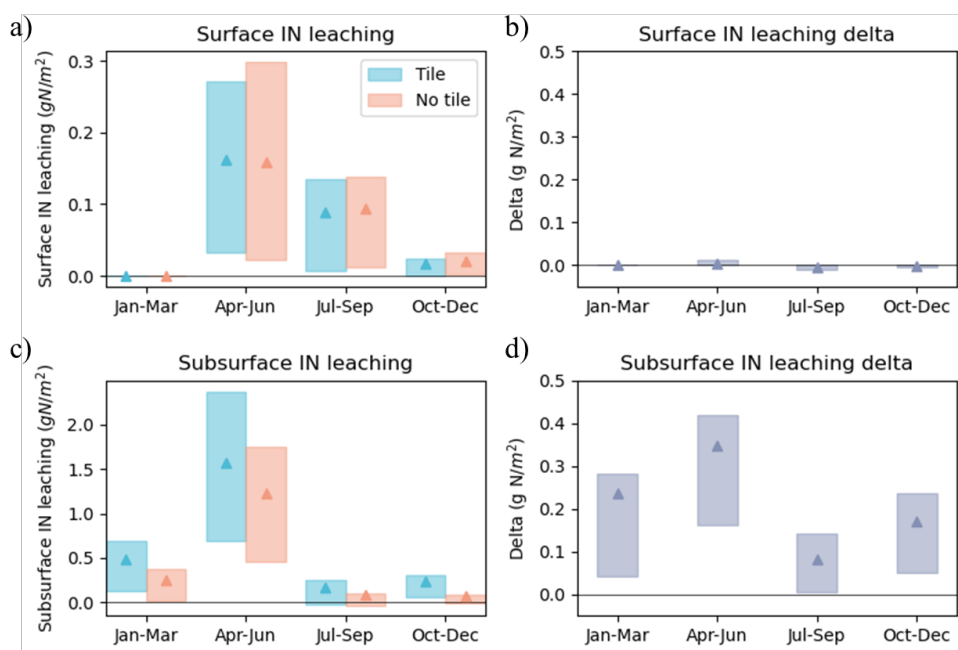 a)
Surface IN leaching
Surface IN leaching (gN/m²)
0.3
0.2
0.1
0.0
Tile
No tile
Jan-Mar Apr-Jun Jul-Sep Oct-Dec
b)
Surface IN leaching delta
Delta (g N/m²)
0.5
0.4
0.3
0.2
0.1
0.0
Jan-Mar Apr-Jun Jul-Sep Oct-Dec
c)
Subsurface IN leaching
Subsurface IN leaching (gN/m²)
2.0
1.5
1.0
0.5
0.0
Jan-Mar Apr-Jun Jul-Sep Oct-Dec
d)
Subsurface IN leaching delta
Delta (g N/m²)
0.5
0.4
0.3
0.2
0.1
0.0
Jan-Mar Apr-Jun Jul-Sep Oct-Dec